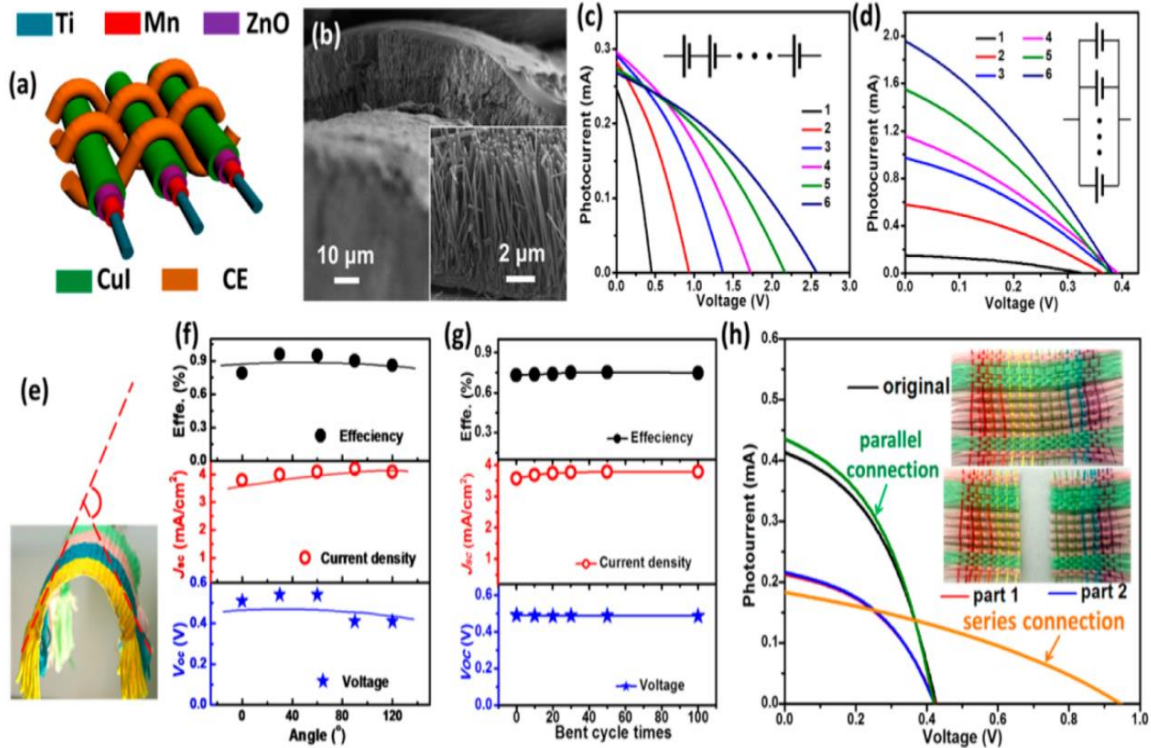 Ti Mn ZnO
(a)
CuI CE
(b)
10 μm
2 μm
(c)
Photocurrent (mA)
0.3
0.2
0.1
0.0
1
2
3
4
5
6
0.0 0.5 1.0 1.5 2.0 2.5 3.0
Voltage (V)
(d)
Photocurrent (mA)
2.0
1.6
1.2
0.8
0.4
0.0
1 4
2 5
3 6
0.0 0.1 0.2 0.3 0.4
Voltage (V)
(e)
(f)
Effe. (%)
0.9
0.6
0.3
0.0
Effeciency
Jsc (mA/cm²)
4
3
2
1
Current density
Voc (V)
0.6
0.4
0.2
0.0
Voltage
0 40 80 120
Angle (°)
(g)
Effe. (%)
0.9
0.6
0.3
Effeciency
Jsc (mA/cm²)
4
3
2
1
Current density
VOC (V)
0.6
0.4
0.2
0.0
Voltage
0 20 40 60 80 100
Bent cycle times
(h)
Photourrent (mA)
0.6
0.5
0.4
0.3
0.2
0.1
0.0
original
parallel
connection
part 1 part 2
series connection
0.0 0.2 0.4 0.6 0.8 1.0
Voltage (V)